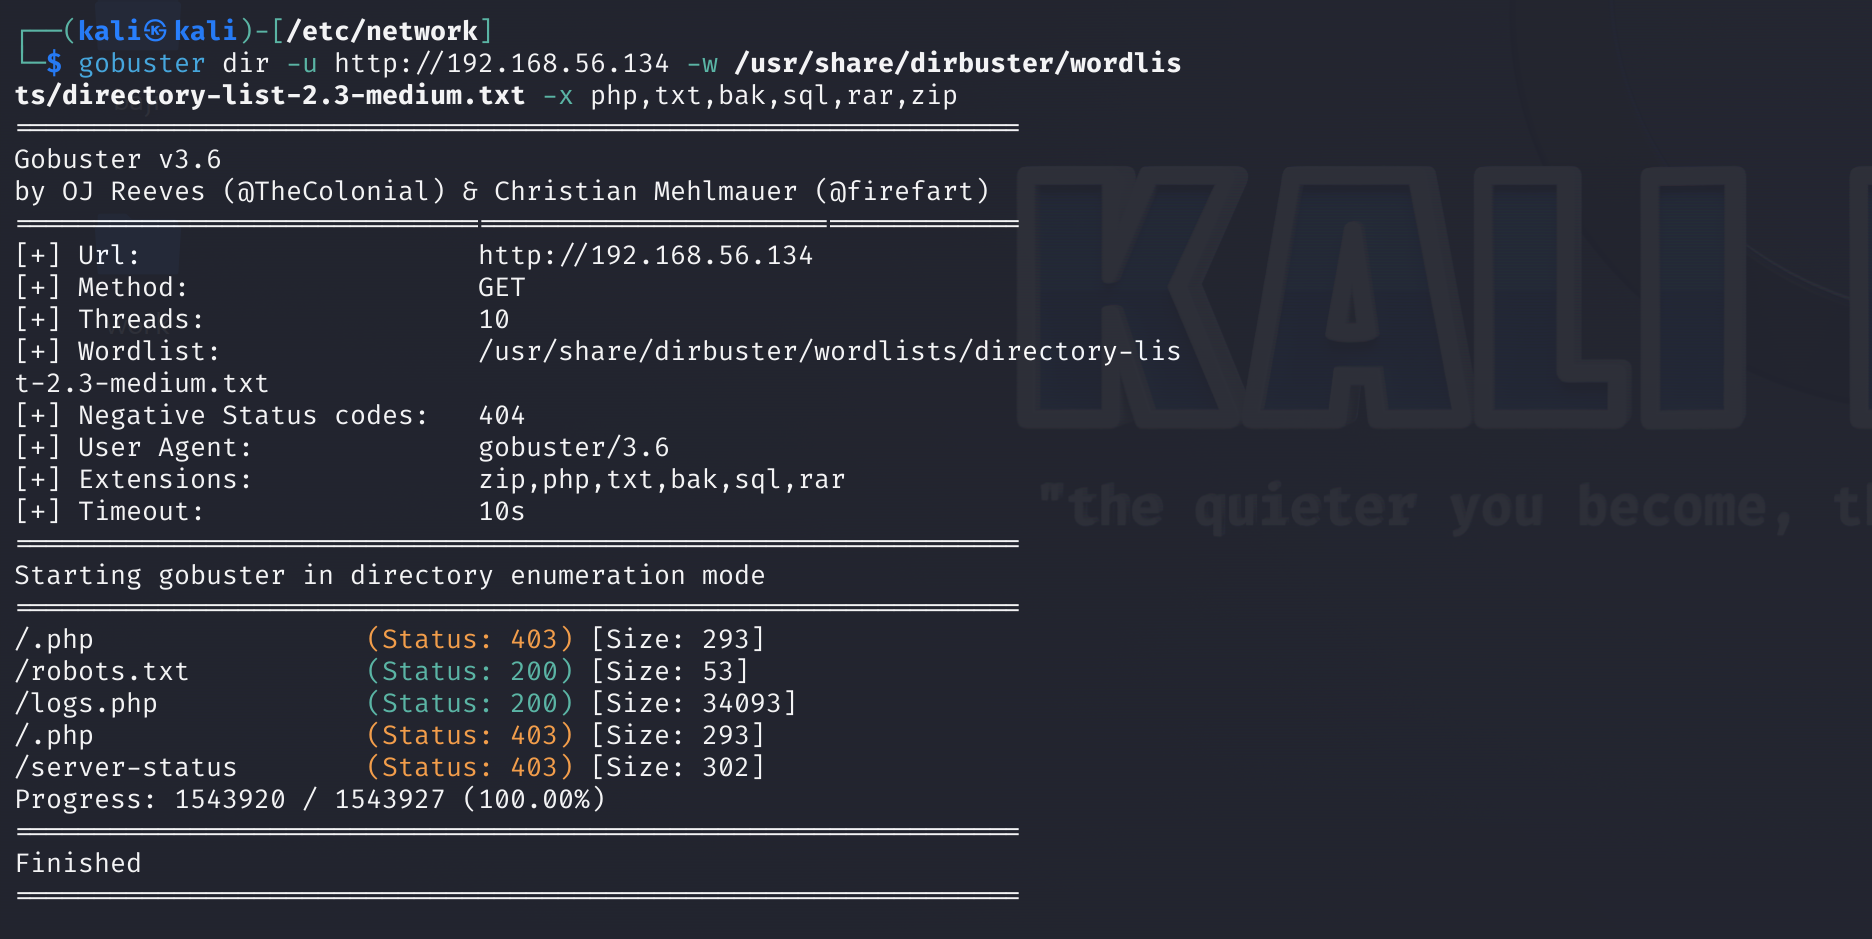 ┌──(kali㉿kali)-[/etc/network]
└─$ gobuster dir -u http://192.168.56.134 -w /usr/share/dirbuster/wordlis
ts/directory-list-2.3-medium.txt -x php,txt,bak,sql,rar,zip
===============================================================
Gobuster v3.6
by OJ Reeves (@TheColonial) & Christian Mehlmauer (@firefart)
===============================================================
[+] Url:                     http://192.168.56.134
[+] Method:                  GET
[+] Threads:                 10
[+] Wordlist:                /usr/share/dirbuster/wordlists/directory-lis
t-2.3-medium.txt
[+] Negative Status codes:   404
[+] User Agent:              gobuster/3.6
[+] Extensions:              zip,php,txt,bak,sql,rar
[+] Timeout:                 10s
===============================================================
Starting gobuster in directory enumeration mode
===============================================================
/.php                 (Status: 403) [Size: 293]
/robots.txt           (Status: 200) [Size: 53]
/logs.php             (Status: 200) [Size: 34093]
/.php                 (Status: 403) [Size: 293]
/server-status        (Status: 403) [Size: 302]
Progress: 1543920 / 1543927 (100.00%)
===============================================================
Finished
===============================================================
KALI
"the quieter you become,